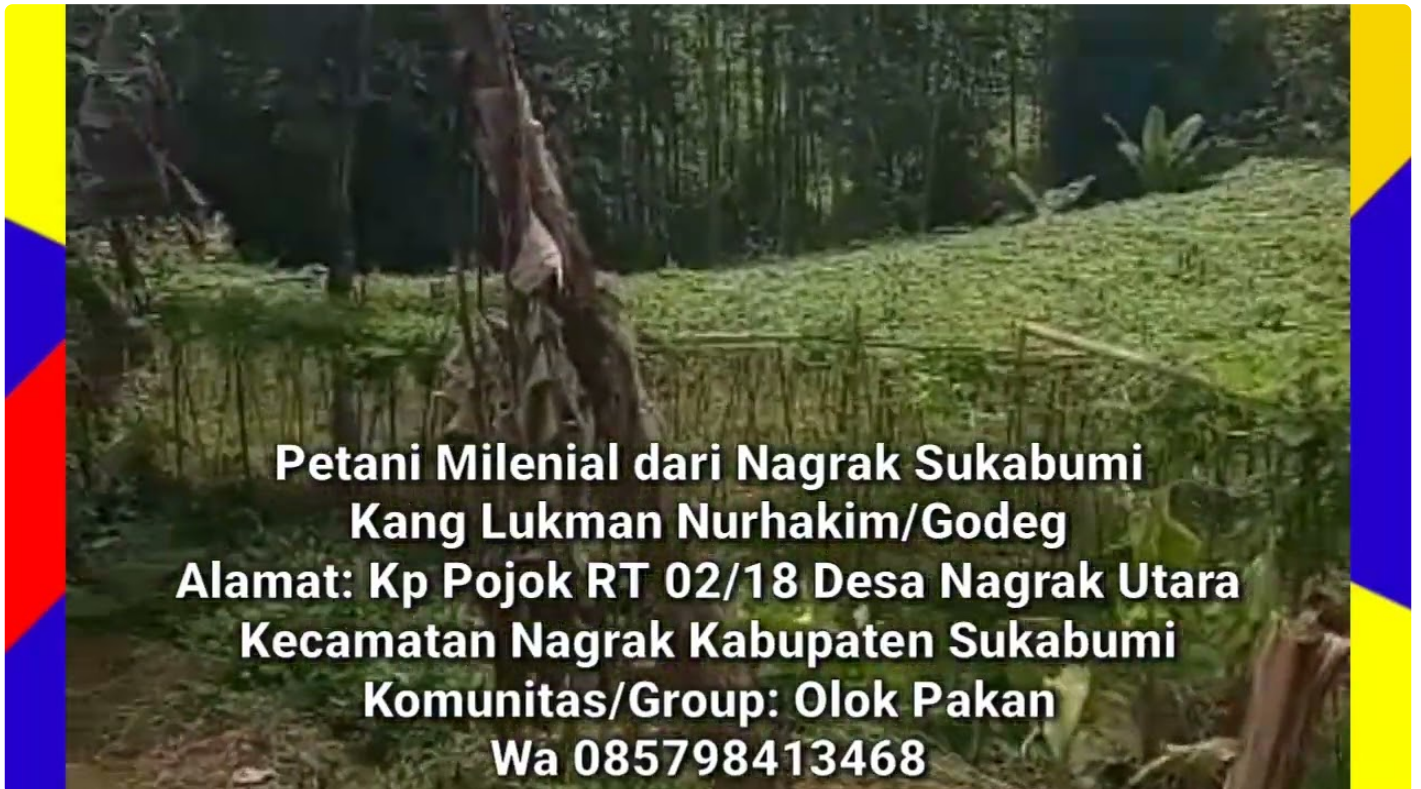 Petani Milenial dari Nagrak Sukabumi
Kang Lukman Nurhakim/Godeg
Alamat: Kp Pojok RT 02/18 Desa Nagrak Utara
Kecamatan Nagrak Kabupaten Sukabumi
Komunitas/Group: Olok Pakan
Wa 085798413468